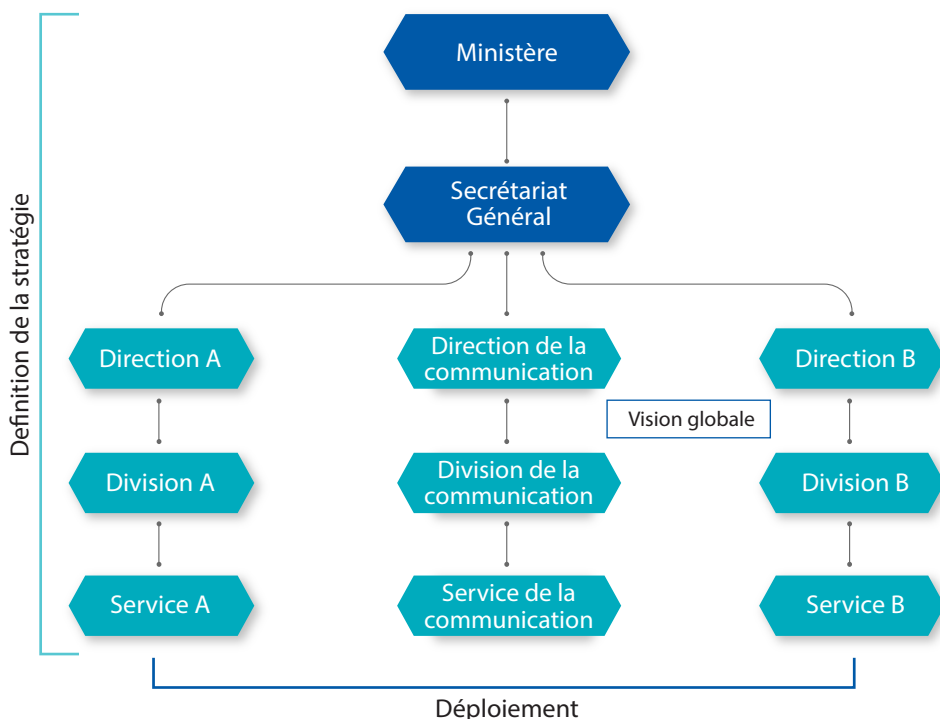 Ministère
Secrétariat
Général
Definition de la stratégie
Direction A
Direction de la
communication
Direction B
Vision globale
Division A
Division de la
communication
Division B
Service A
Service de la
communication
Service B
Déploiement